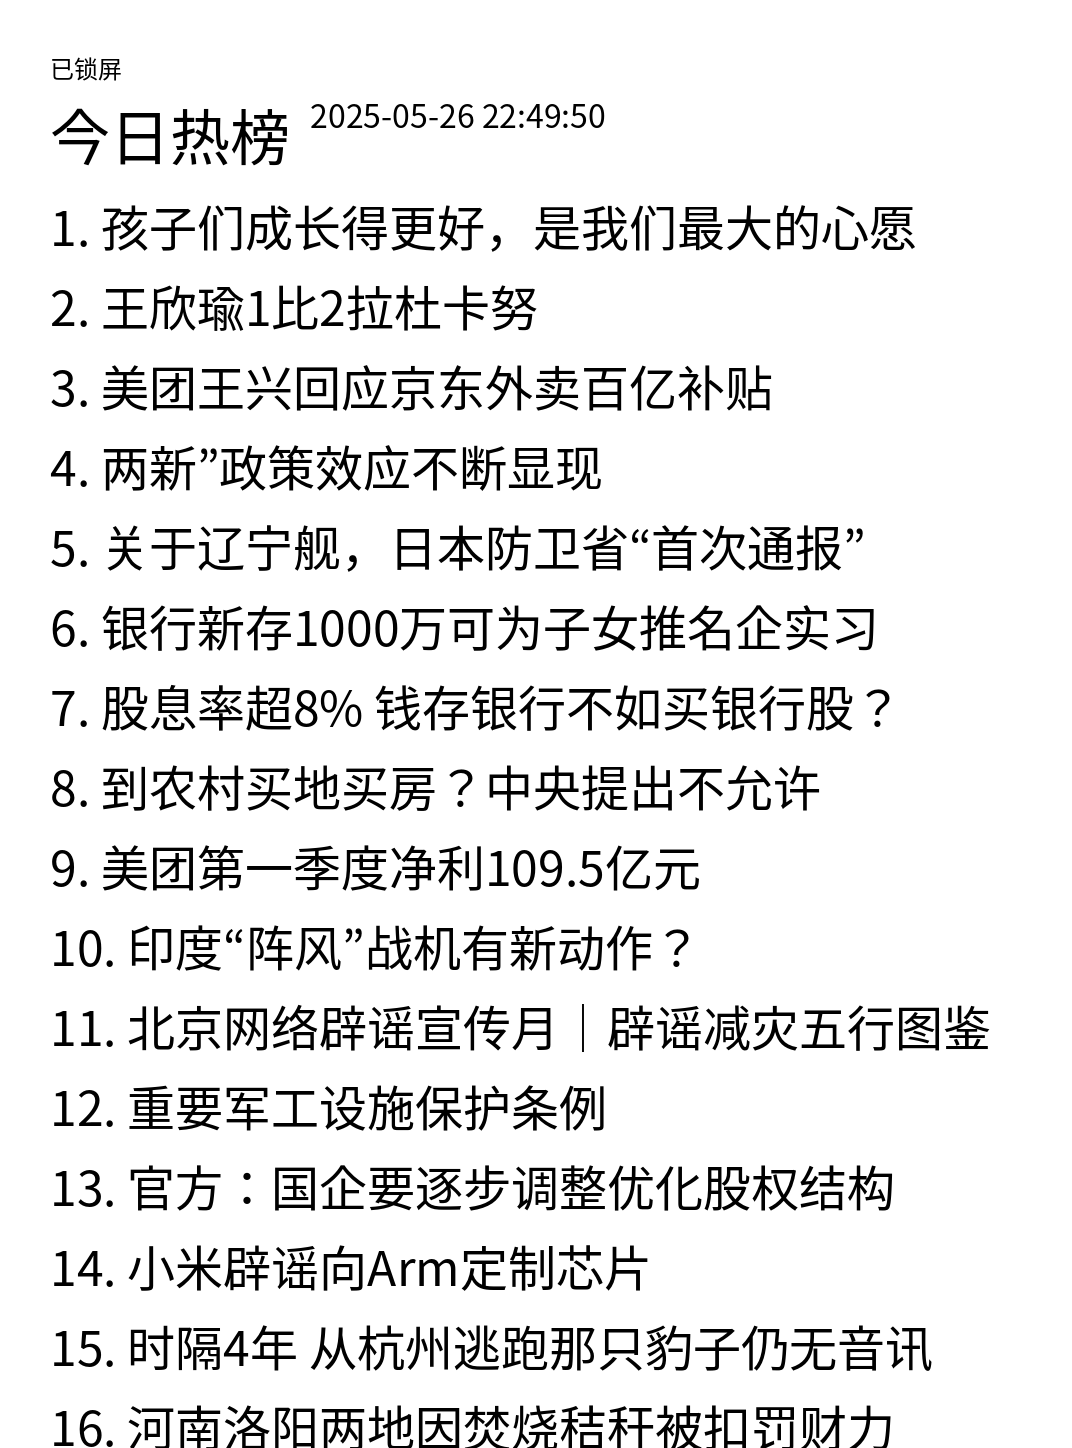 已锁屏
今日热榜 2025-05-26 22:49:50
1. 孩子们成长得更好，是我们最大的心愿
2. 王欣瑜1比2拉杜卡努
3. 美团王兴回应京东外卖百亿补贴
4. 两新”政策效应不断显现
5. 关于辽宁舰，日本防卫省“首次通报”
6. 银行新存1000万可为子女推名企实习
7. 股息率超8% 钱存银行不如买银行股？
8. 到农村买地买房？中央提出不允许
9. 美团第一季度净利109.5亿元
10. 印度“阵风”战机有新动作？
11. 北京网络辟谣宣传月｜辟谣减灾五行图鉴
12. 重要军工设施保护条例
13. 官方：国企要逐步调整优化股权结构
14. 小米辟谣向Arm定制芯片
15. 时隔4年 从杭州逃跑那只豹子仍无音讯
16. 河南洛阳两地因焚烧秸秆被扣罚财力